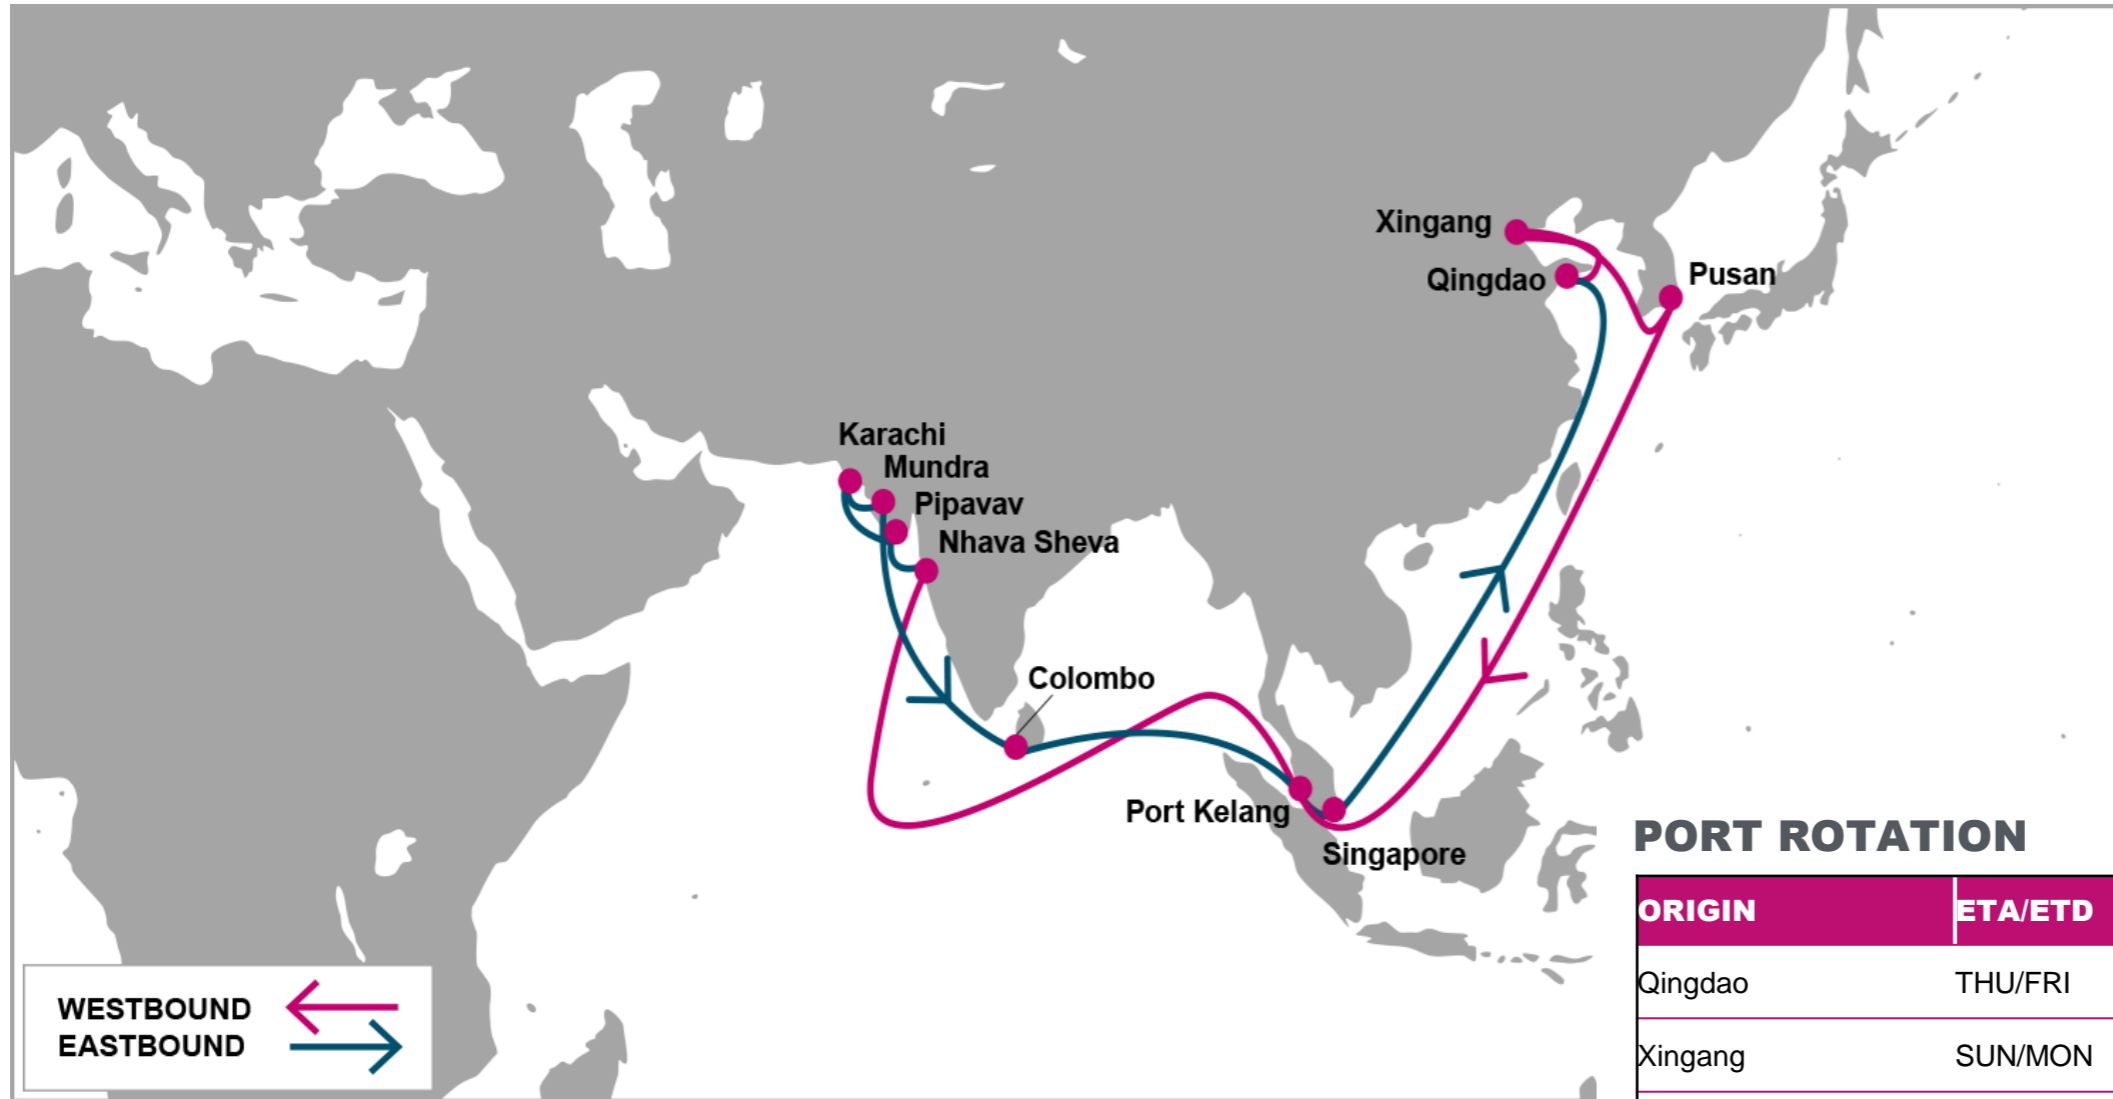 Xingang
Qingdao
Pusan
Karachi
Mundra
Pipavav
Nhava Sheva
Colombo
Port Kelang
Singapore
WESTBOUND
EASTBOUND
PORT ROTATION
ORIGIN ETA/ETD
Qingdao THU/FRI
Xingang SUN/MON